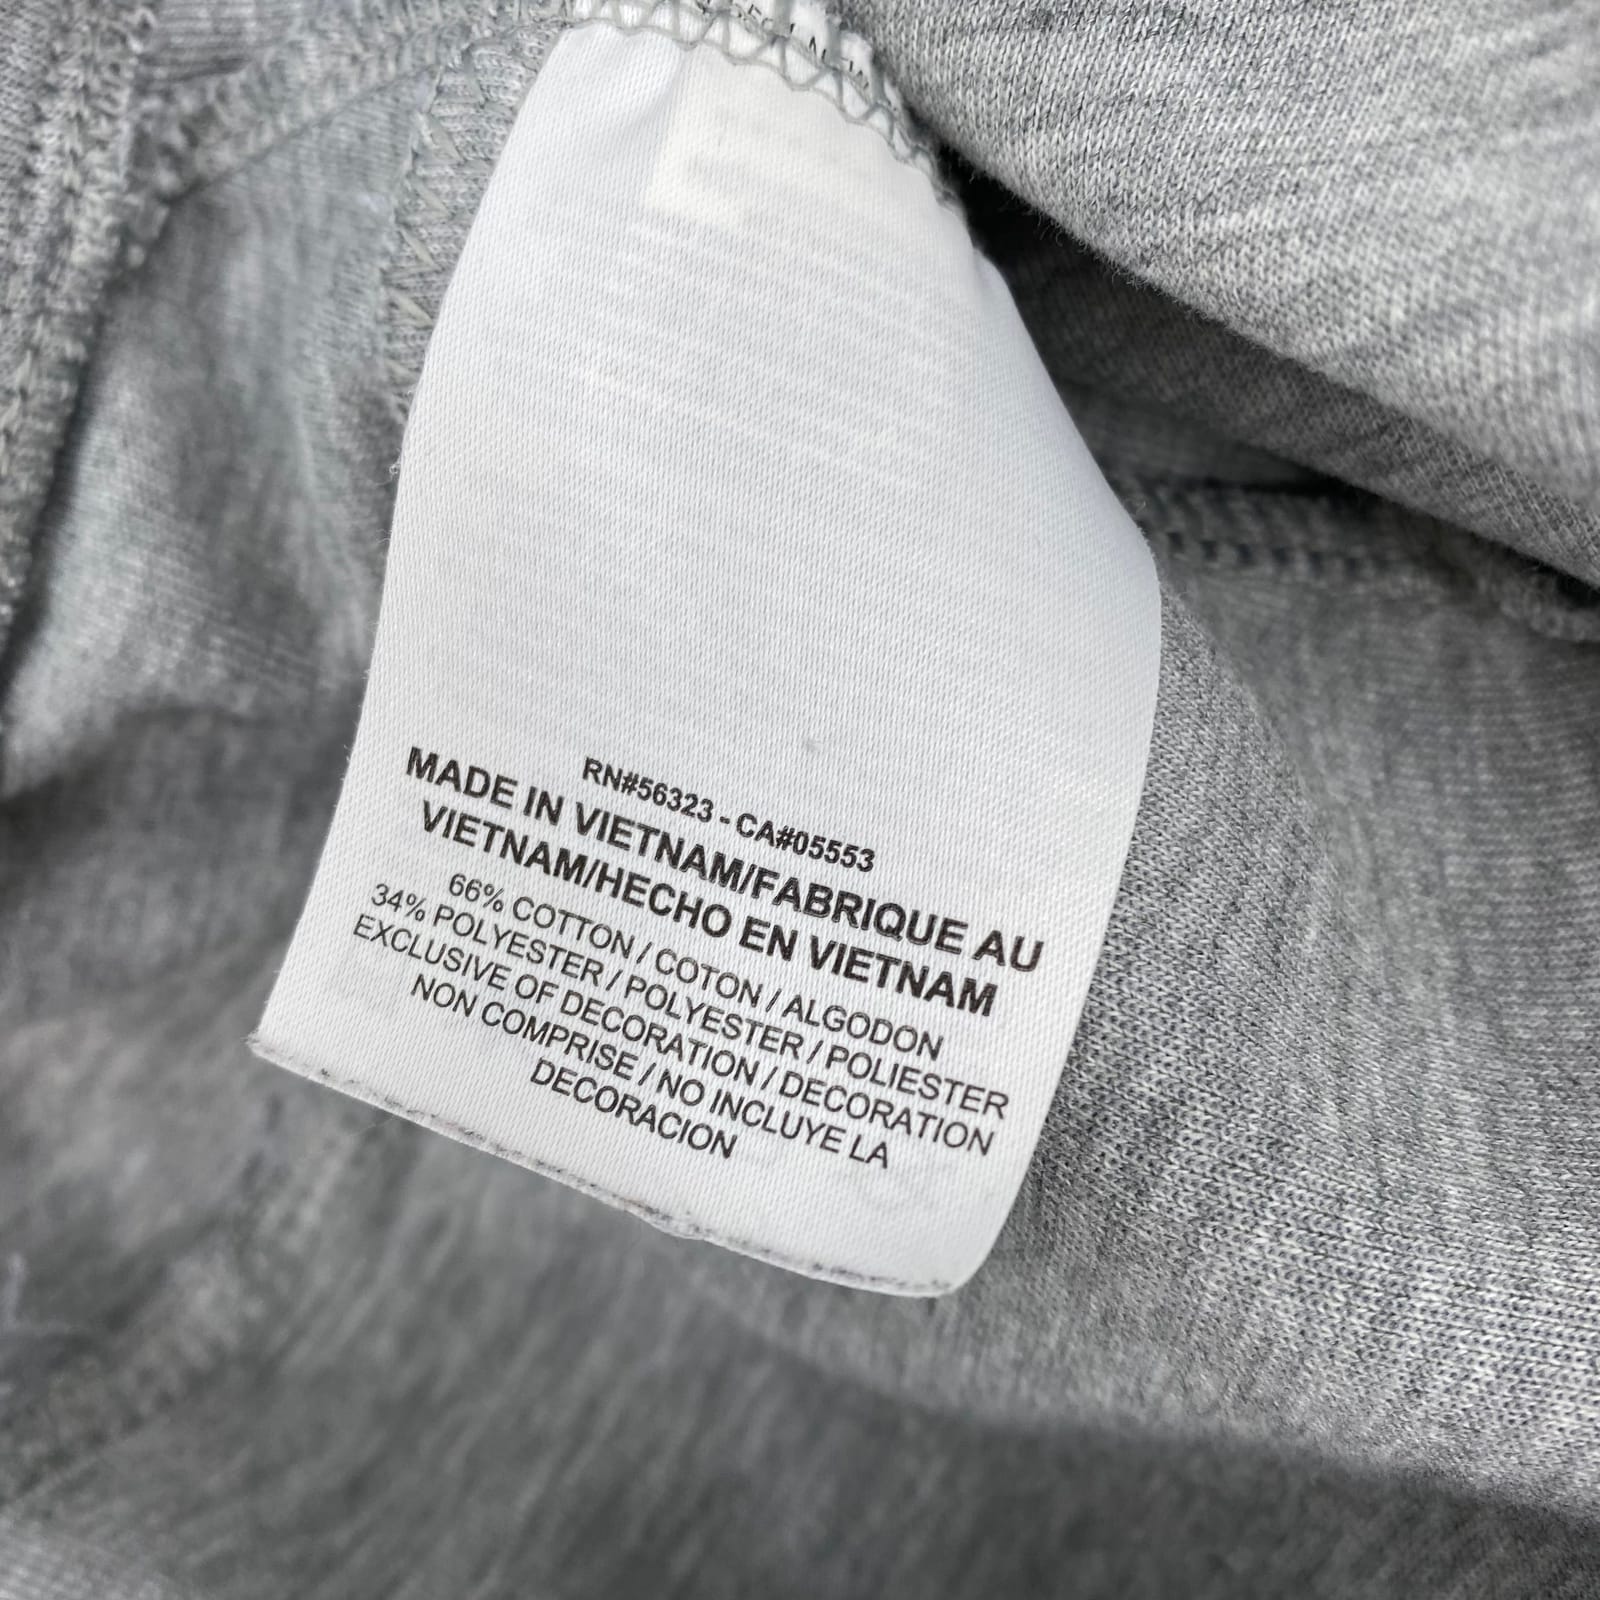 RN#56323 - CA#05553
MADE IN VIETNAM/FABRIQUE AU
VIETNAM/HECHO EN VIETNAM
66% COTTON / COTON / ALGODON
34% POLYESTER / POLYESTER / POLIESTER
EXCLUSIVE OF DECORATION / DECORATION
NON COMPRISE / NO INCLUYE LA
DECORACION